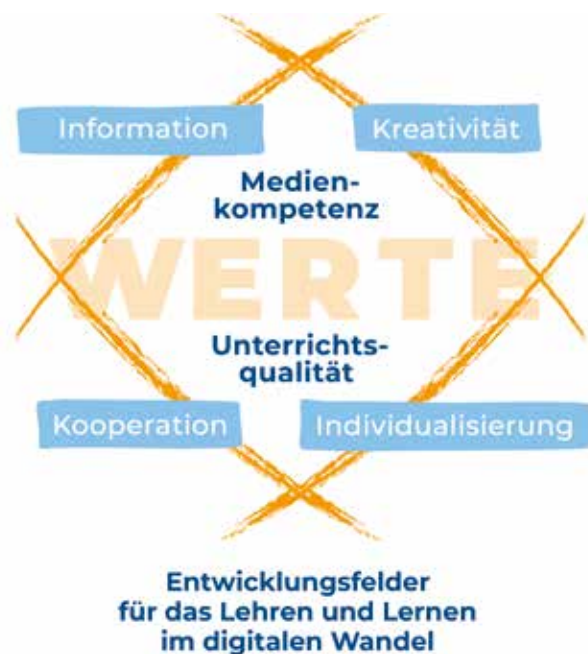 Information
Kreativität
Medien-
kompetenz
WERTE
Unterrichts-
qualität
Kooperation
Individualisierung
Entwicklungsfelder
für das Lehren und Lernen
im digitalen Wandel